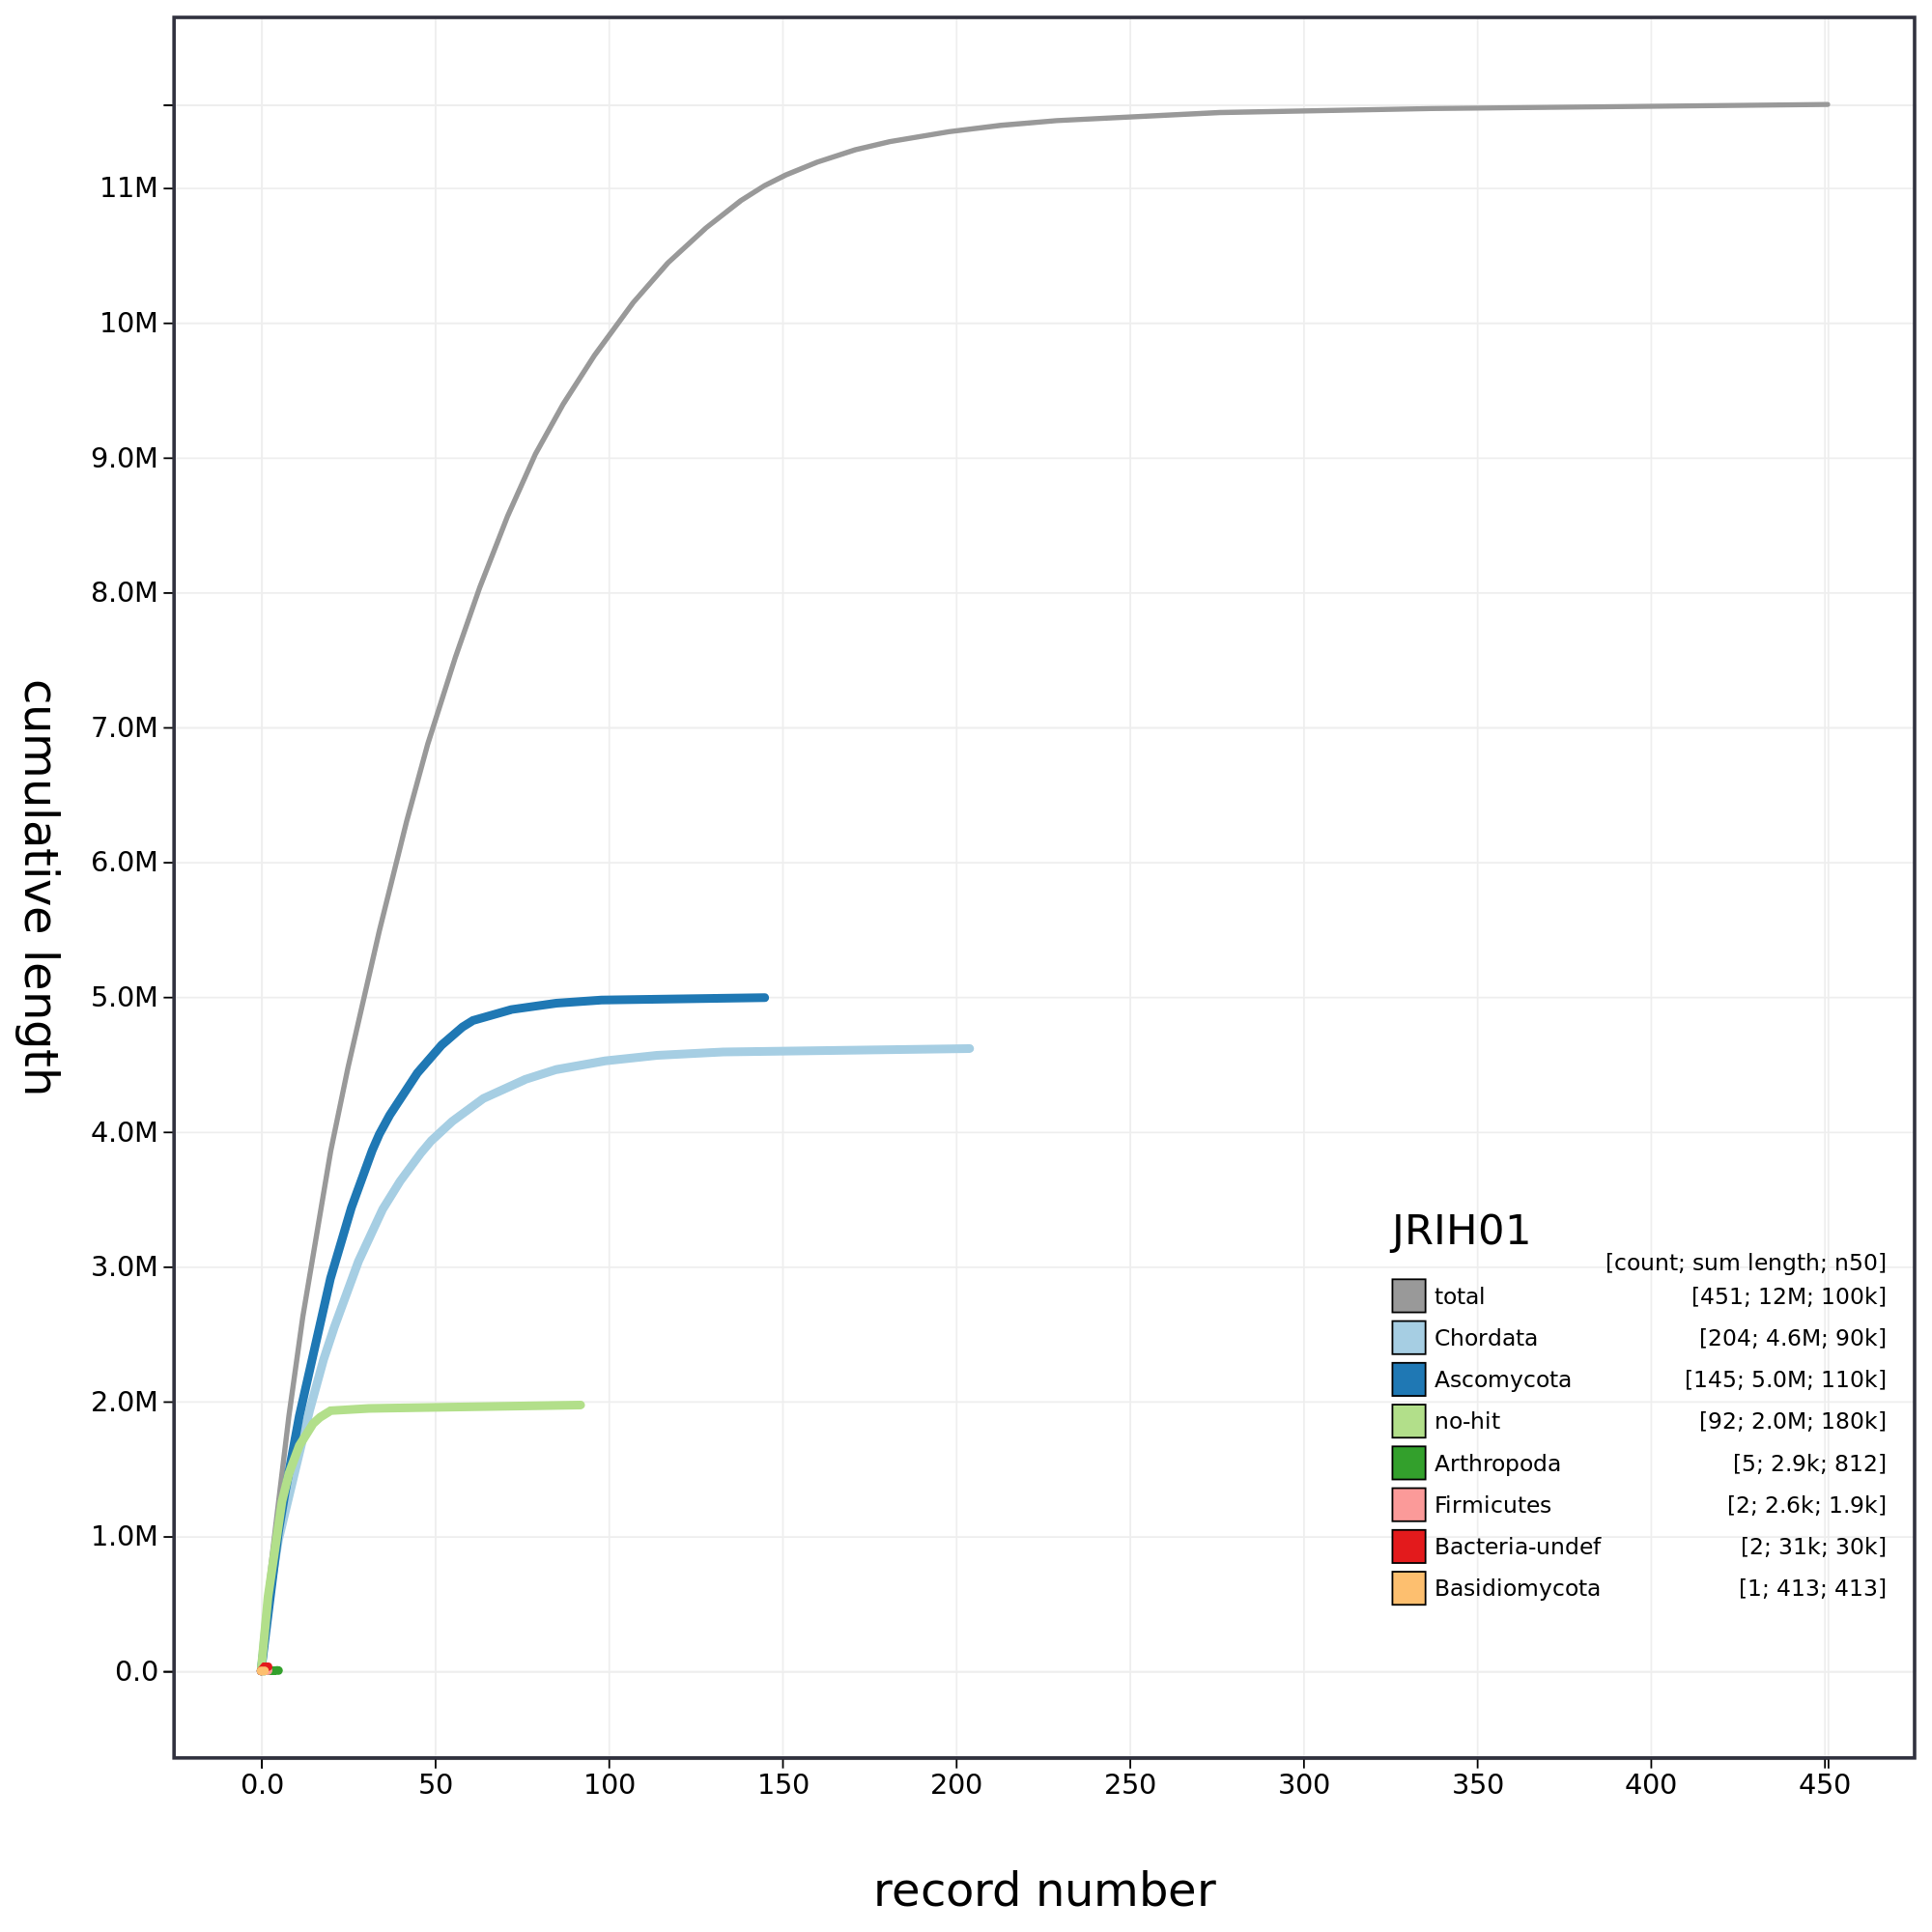 cumulative length
11M
10M
9.0M
8.0M
7.0M
6.0M
5.0M
4.0M
3.0M
2.0M
1.0M
0.0
JRIH01
[count; sum length; n50]
total [451; 12M; 100k]
Chordata [204; 4.6M; 90k]
Ascomycota [145; 5.0M; 110k]
no-hit [92; 2.0M; 180k]
Arthropoda [5; 2.9k; 812]
Firmicutes [2; 2.6k; 1.9k]
Bacteria-undef [2; 31k; 30k]
Basidiomycota [1; 413; 413]
0.0 50 100 150 200 250 300 350 400 450
record number